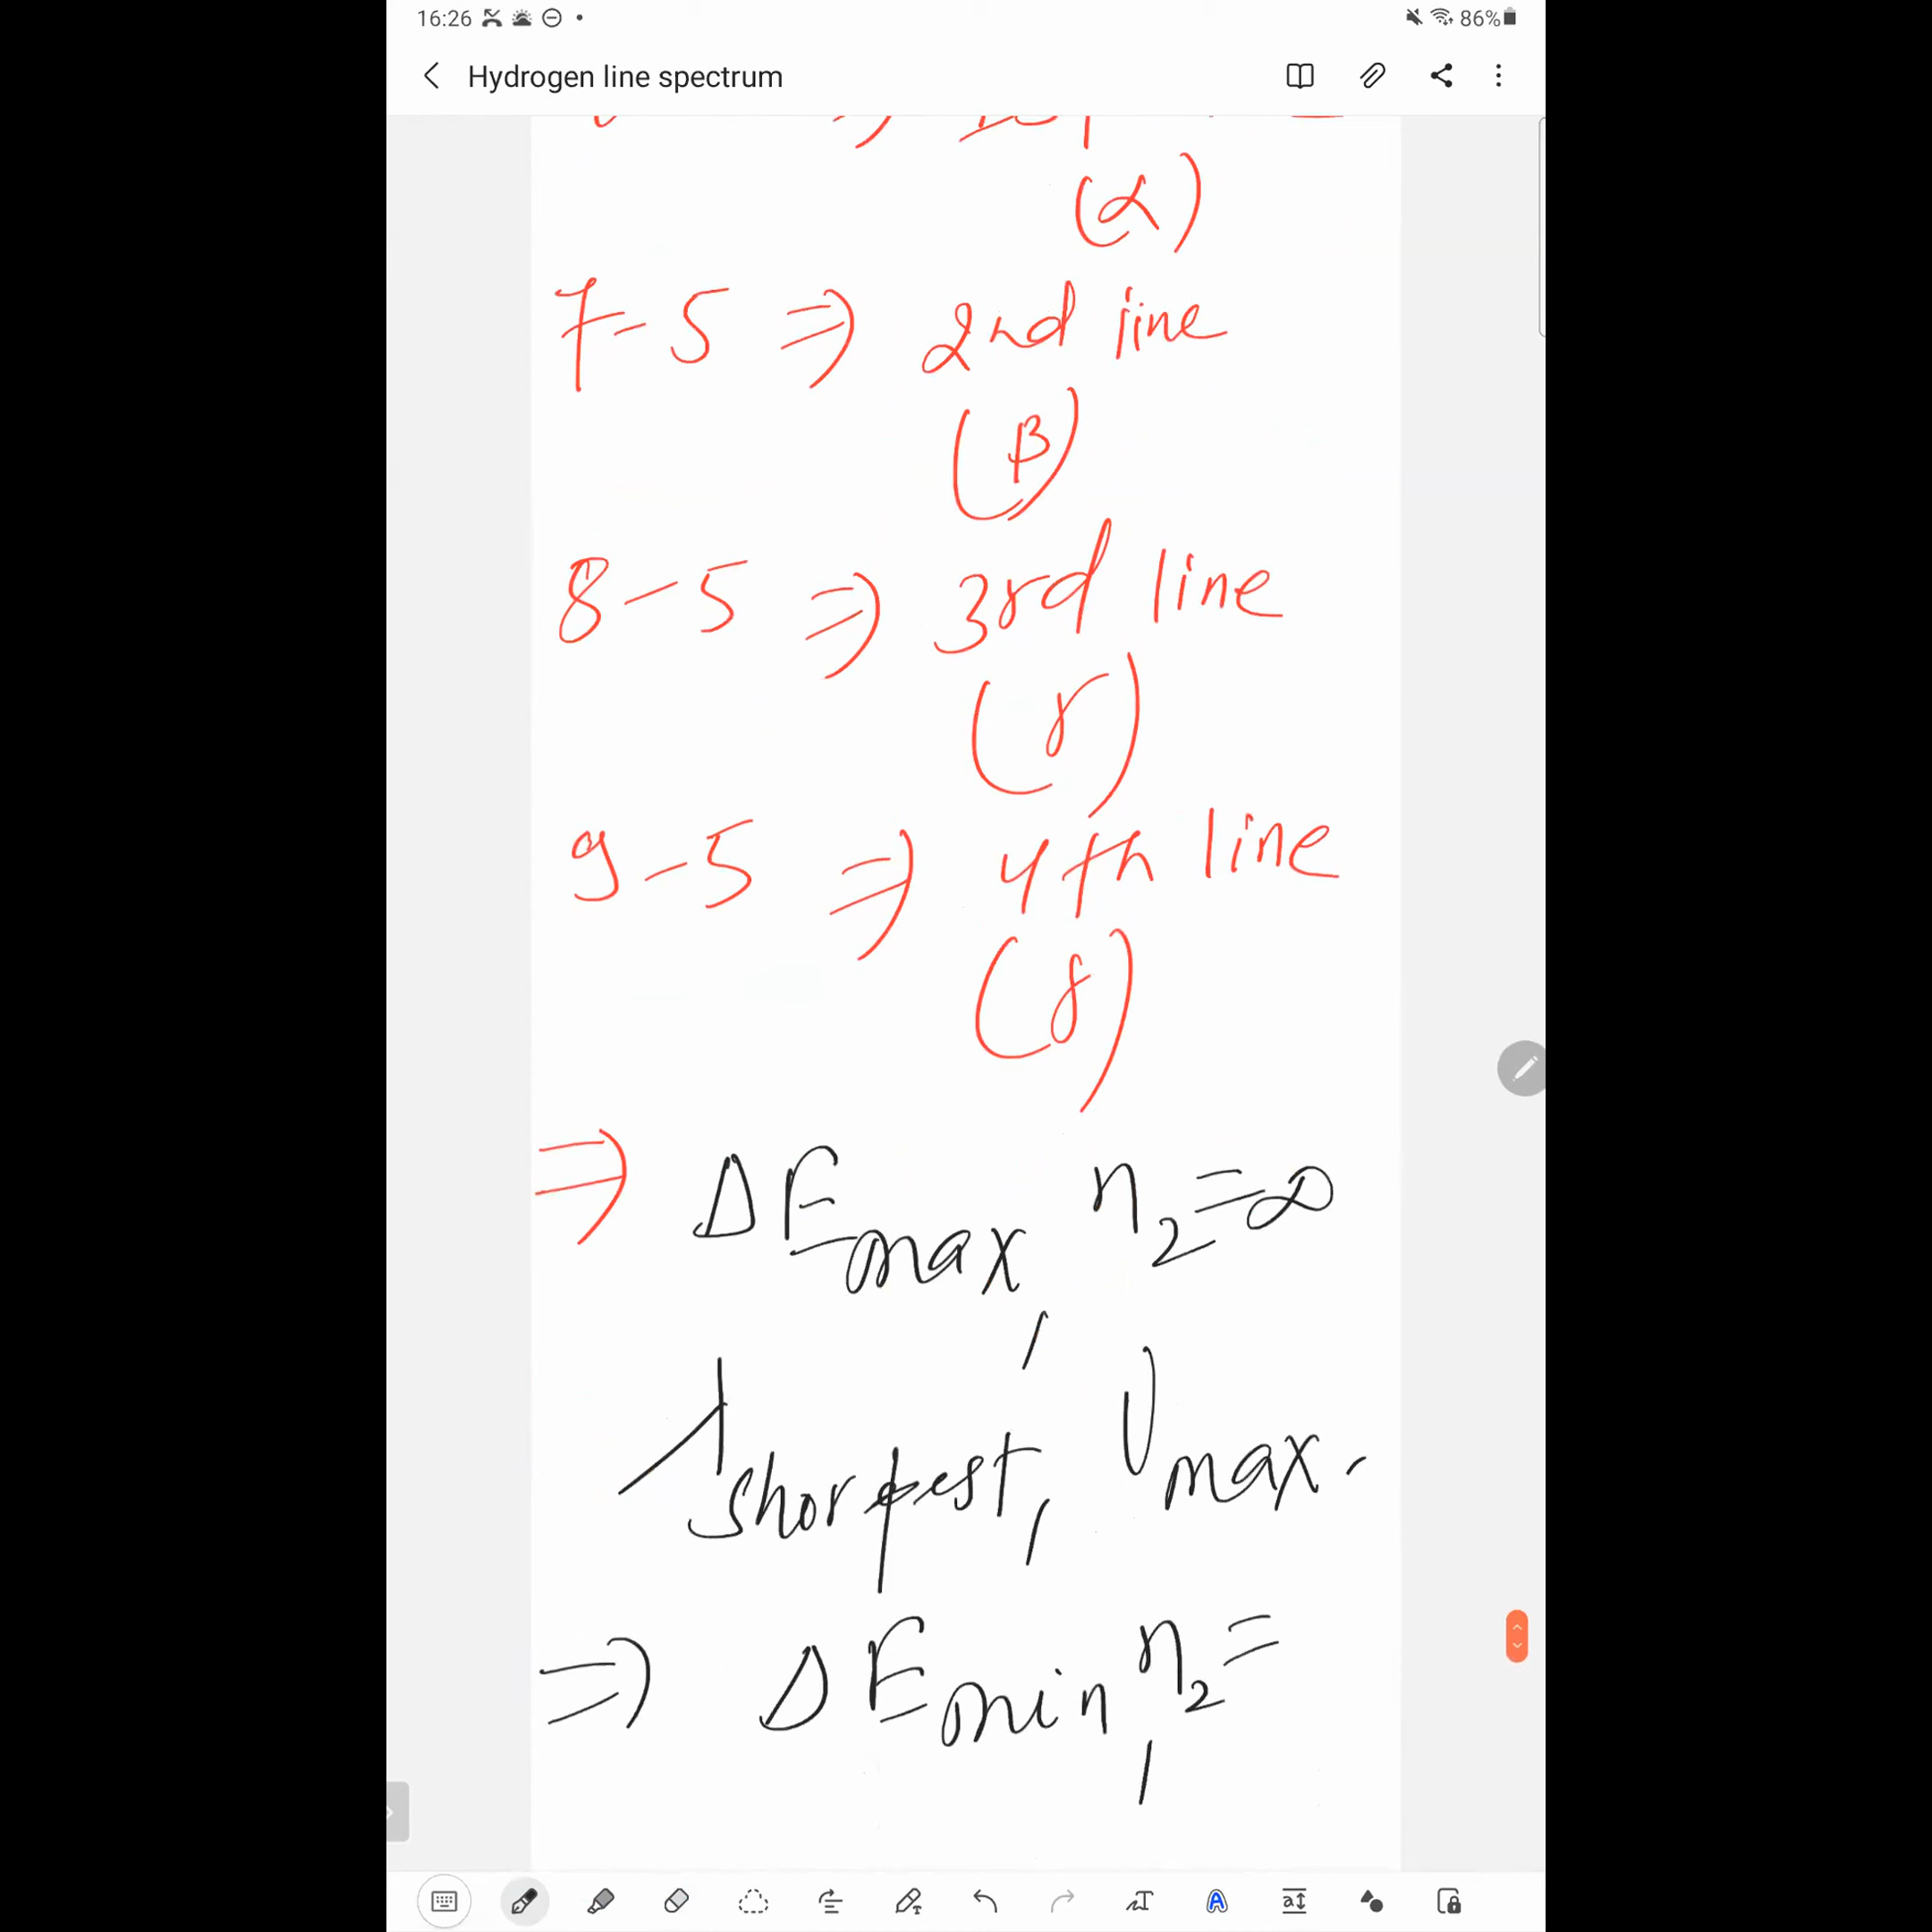 16:26 86%
Hydrogen line spectrum
(α)
7-5 ⇒ 2nd line
(β)
8-5 ⇒ 3rd line
(γ)
9-5 ⇒ 4th line
(δ)
⇒ ΔEmax, n2=∞
λshortest, νmax.
⇒ ΔEmin, n2=